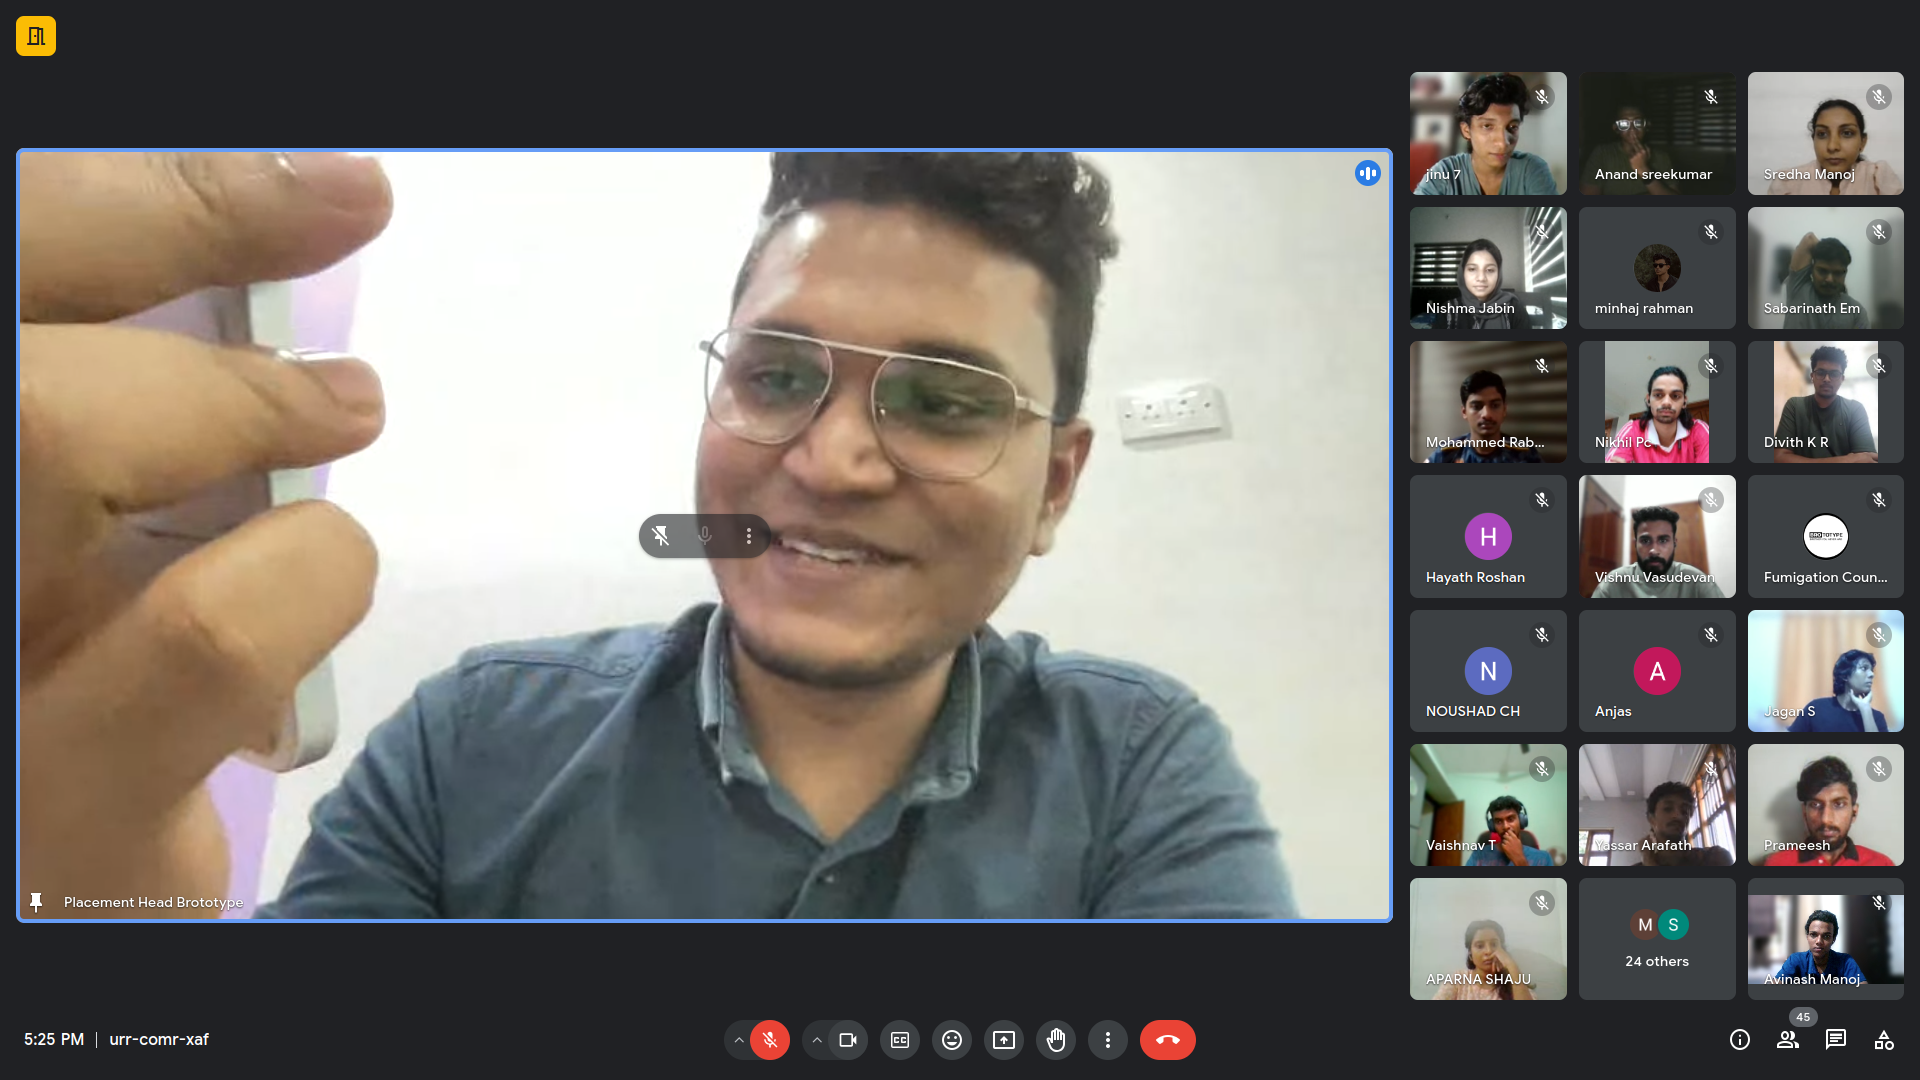 jinu 7
Anand sreekumar
Sredha Manoj
Nishma Jabin
minhaj rahman
Sabarinath Em
Mohammed Rab...
Nikhil Pc
Divith K R
H
Hayath Roshan
Vishnu Vasudevan
BROTOTYPE
Fumigation Coun...
N
NOUSHAD CH
A
Anjas
Jagan S
Vaishnav T
Yassar Arafath
Prameesh
APARNA SHAJU
M S
24 others
Avinash Manoj
Placement Head Brototype
5:25 PM | urr-comr-xaf
CC
45